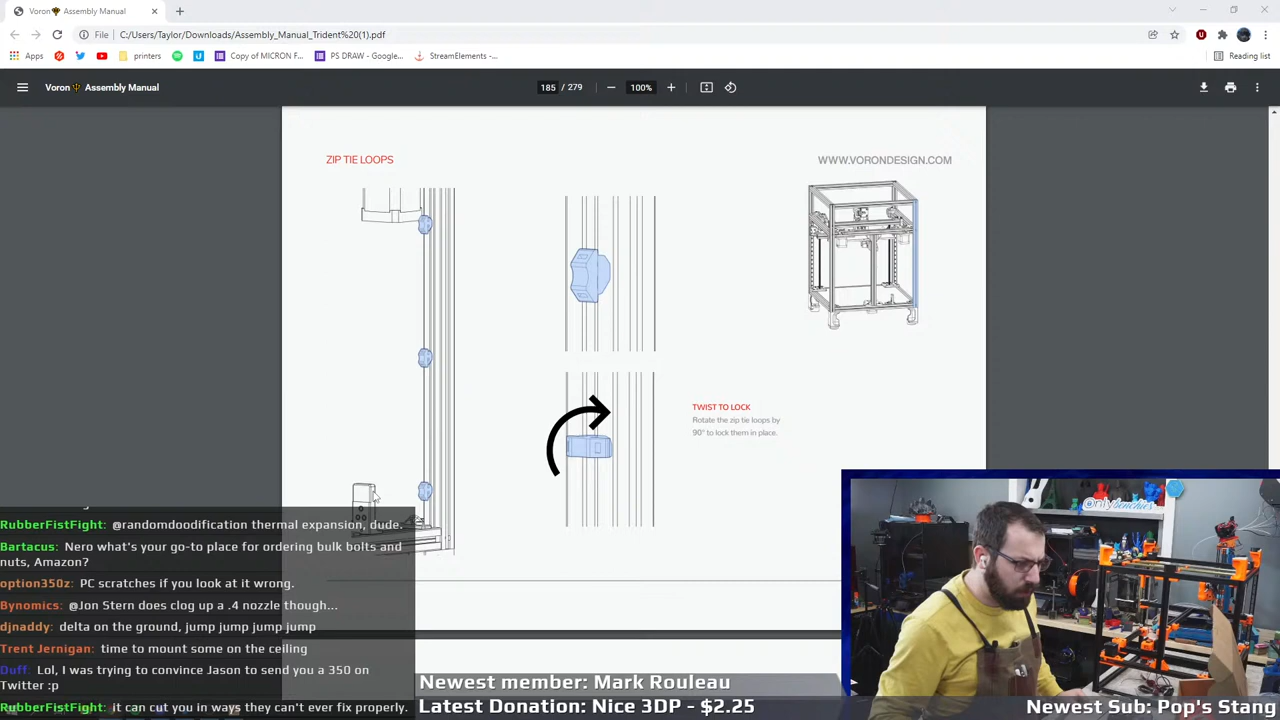 Voron Assembly Manual
File C:/Users/Taylor/Downloads/Assembly_Manual_Trident%20(1).pdf
Apps printers Copy of MICRON F... PS DRAW - Google... StreamElements -... Reading list
Voron Assembly Manual 185 / 279 100%
ZIP TIE LOOPS
WWW.VORONDESIGN.COM
TWIST TO LOCK
Rotate the zip tie loops by
90° to lock them in place.
RubberFistFight: @randomdoodification thermal expansion, dude.
Bartacus: Nero what's your go-to place for ordering bulk bolts and
nuts, Amazon?
option350z: PC scratches if you look at it wrong.
Bynomics: @Jon Stern does clog up a .4 nozzle though...
djnaddy: delta on the ground, jump jump jump jump
Trent Jernigan: time to mount some on the ceiling
Duff: Lol, I was trying to convince Jason to send you a 350 on
Twitter :p
RubberFistFight: it can cut you in ways they can't ever fix properly.
onlybenchies
Newest member: Mark Rouleau
Latest Donation: Nice 3DP - $2.25
Newest Sub: Pop's Stang